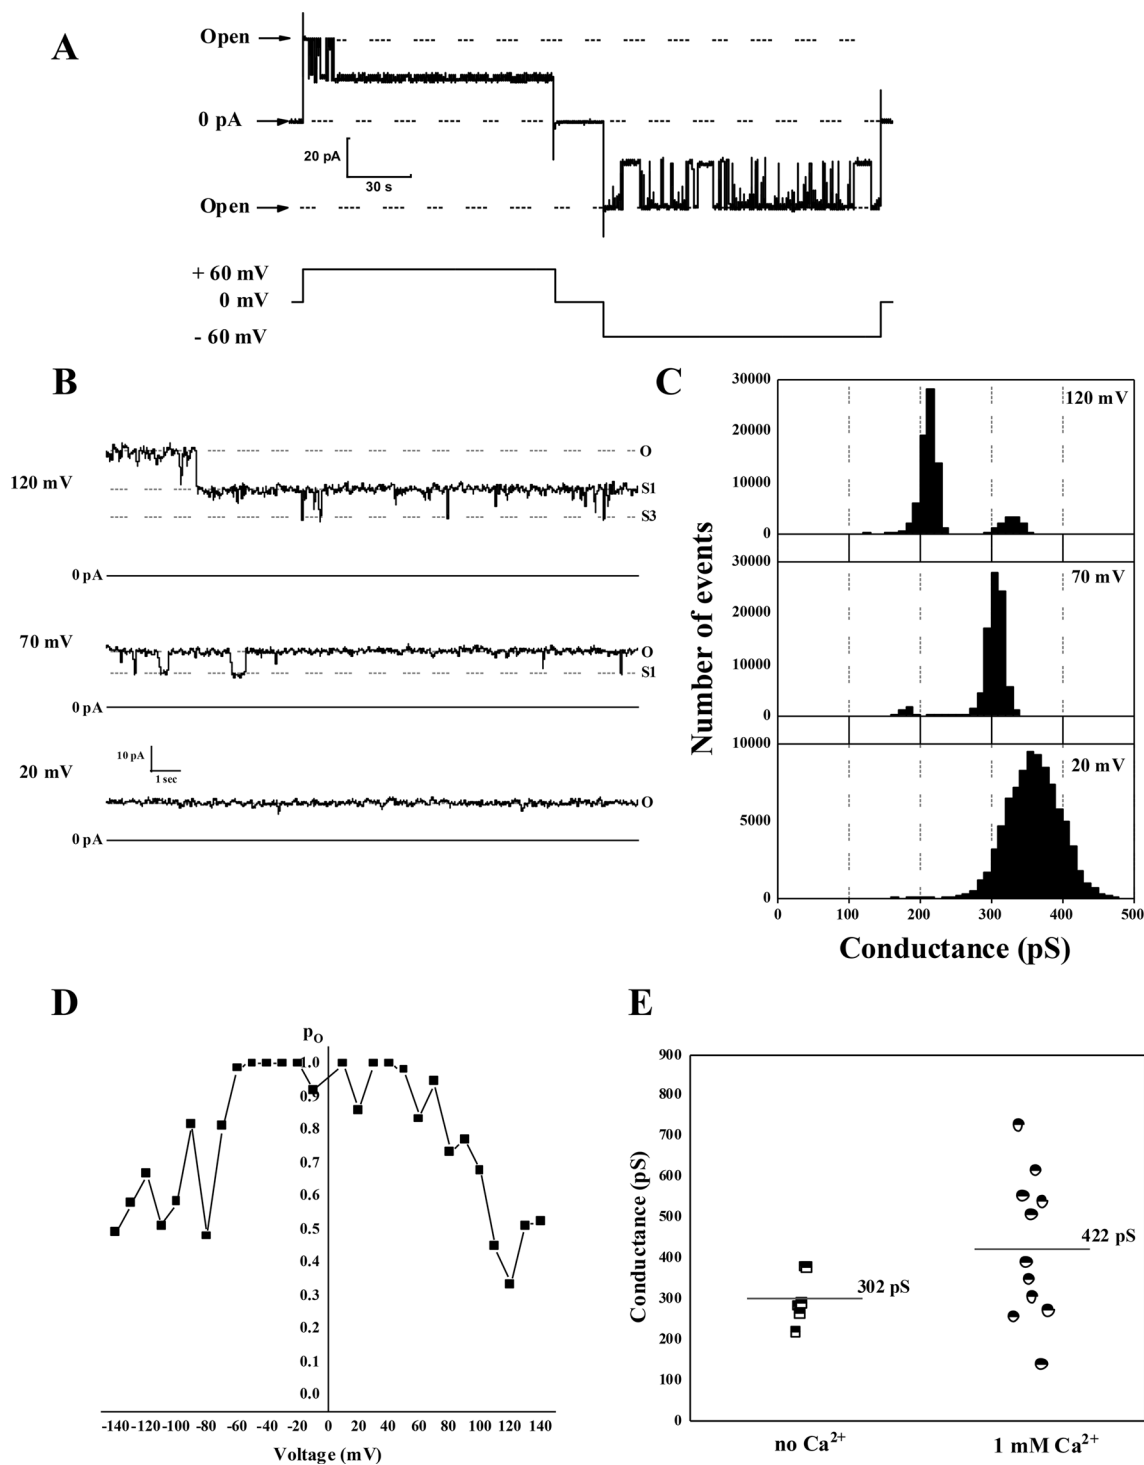 A
Open
0 pA
20 pA
30 s
Open
+ 60 mV
0 mV
- 60 mV
B
120 mV
O
S1
S3
0 pA
70 mV
O
S1
0 pA
10 pA
1 sec
20 mV
O
0 pA
C
Number of events
30000
20000
10000
0
120 mV
30000
20000
10000
0
70 mV
10000
5000
0
20 mV
0 100 200 300 400 500
Conductance (pS)
D
pO
1.0
0.9
0.8
0.7
0.6
0.5
0.4
0.3
0.2
0.1
0.0
-140 -120 -100 -80 -60 -40 -20 0 20 40 60 80 100 120 140
Voltage (mV)
E
Conductance (pS)
900
800
700
600
500
400
300
200
100
0
302 pS
422 pS
no Ca2+
1 mM Ca2+